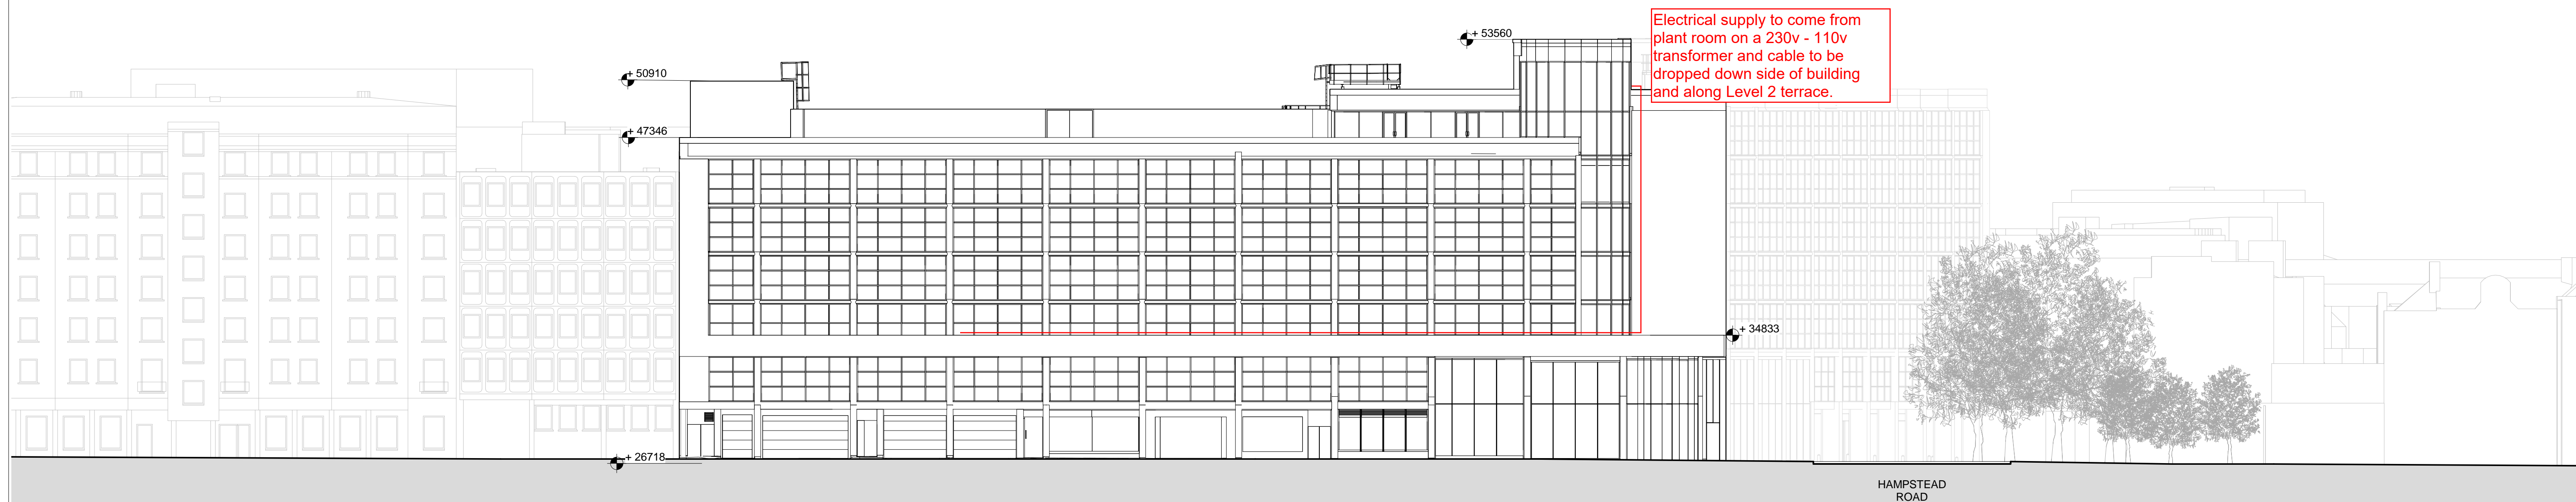 + 53560
Electrical supply to come from
plant room on a 230v - 110v
transformer and cable to be
dropped down side of building
and along Level 2 terrace.
+ 50910
+ 47346
+ 34833
+ 26718
HAMPSTEAD
ROAD